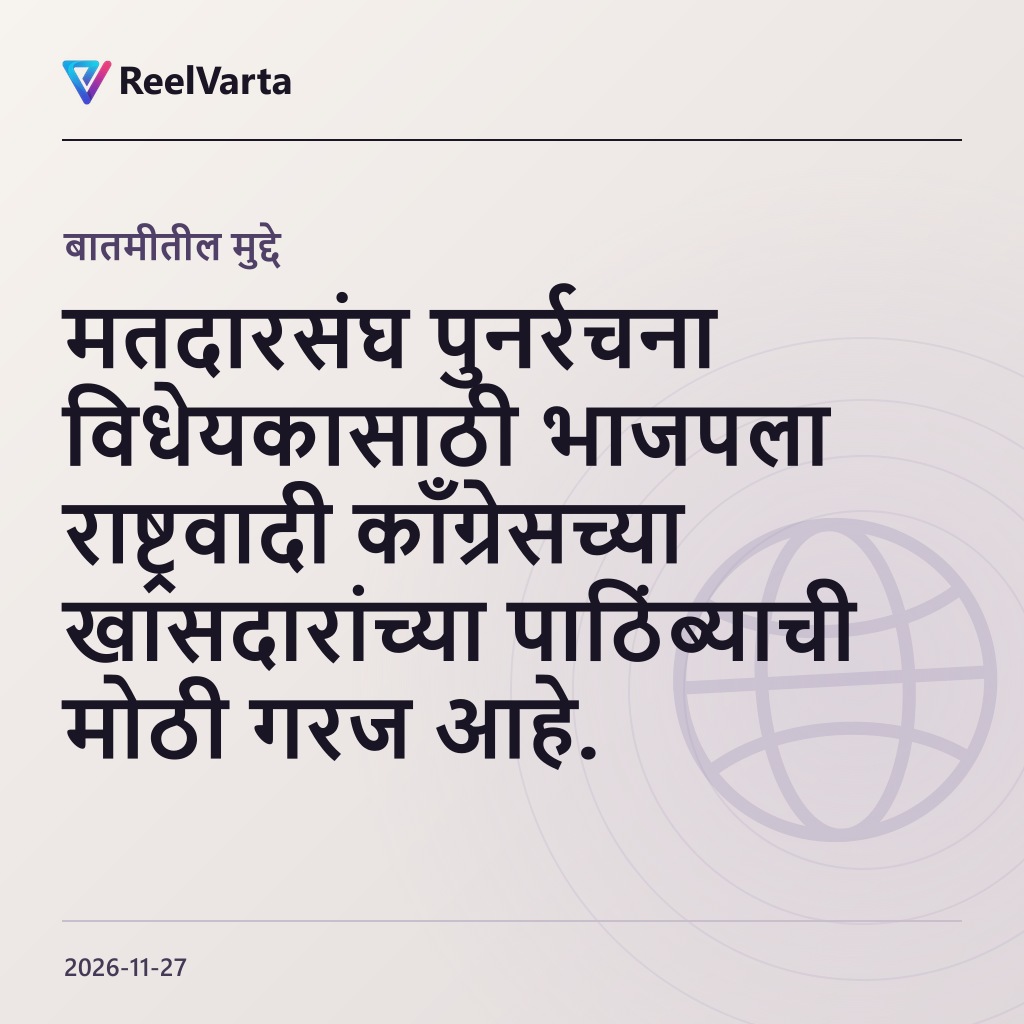 ReelVarta
बातमीतील मुद्दे
मतदारसंघ पुनर्रचना
विधेयकासाठी भाजपला
राष्ट्रवादी काँग्रेसच्या
खासदारांच्या पाठिंब्याची
मोठी गरज आहे.
2026-11-27